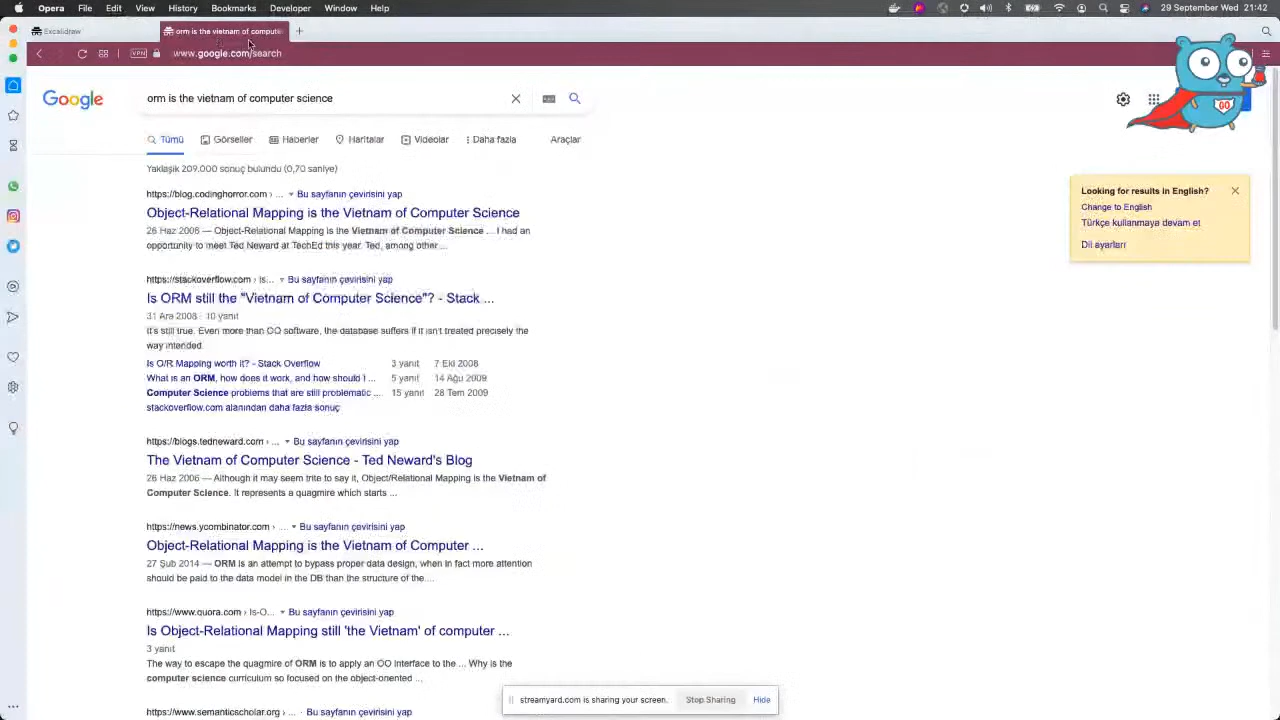 Opera File Edit View History Bookmarks Developer Window Help
29 September Wed 21:42
Excalidraw
orm is the vietnam of compute
VPN
www.google.com/search
Google
orm is the vietnam of computer science
Tümü Görseller Haberler Haritalar Videolar Daha fazla Araçlar
Yaklaşık 209.000 sonuç bulundu (0,70 saniye)
https://blog.codinghorror.com › ... Bu sayfanın çevirisini yap
Object-Relational Mapping is the Vietnam of Computer Science
26 Haz 2006 — Object-Relational Mapping is the Vietnam of Computer Science ... I had an
opportunity to meet Ted Neward at TechEd this year. Ted, among other ...
https://stackoverflow.com › Is... Bu sayfanın çevirisini yap
Is ORM still the "Vietnam of Computer Science"? - Stack ...
31 Ara 2008 · 10 yanıt
It's still true. Even more than OO software, the database suffers if it isn't treated precisely the
way intended
Is O/R Mapping worth it? - Stack Overflow 3 yanıt 7 Eki 2008
What is an ORM, how does it work, and how should I ... 5 yanıt 14 Ağu 2009
Computer Science problems that are still problematic ... 15 yanıt 28 Tem 2009
stackoverflow.com alanından daha fazla sonuç
https://blogs.tedneward.com › ... Bu sayfanın çevirisini yap
The Vietnam of Computer Science - Ted Neward's Blog
26 Haz 2006 — Although it may seem trite to say it, Object/Relational Mapping is the Vietnam of
Computer Science. It represents a quagmire which starts ...
https://news.ycombinator.com › ... Bu sayfanın çevirisini yap
Object-Relational Mapping is the Vietnam of Computer ...
27 Şub 2014 — ORM is an attempt to bypass proper data design, when in fact more attention
should be paid to the data model in the DB than the structure of the....
https://www.quora.com › Is-O... Bu sayfanın çevirisini yap
Is Object-Relational Mapping still 'the Vietnam' of computer ...
3 yanıt
The way to escape the quagmire of ORM is to apply an OO interface to the ... Why is the
computer science curriculum so focused on the object-oriented ...
https://www.semanticscholar.org › ... · Bu sayfanın çevirisini yap
GO
Looking for results in English?
Change to English
Türkçe kullanmaya devam et
Dil ayarları
streamyard.com is sharing your screen. Stop Sharing Hide